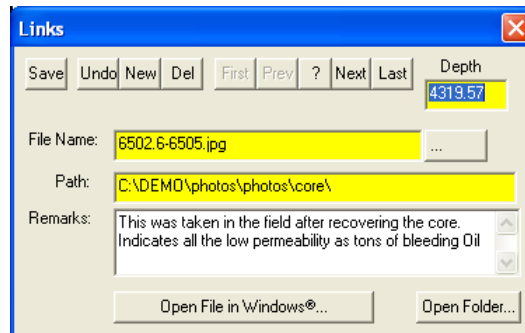 Links
Save Undo New Del First Prev ? Next Last Depth
4319.57
File Name: 6502.6-6505.jpg ...
Path: C:\DEMO\photos\photos\core\
Remarks: This was taken in the field after recovering the core.
Indicates all the low permeability as tons of bleeding Oil
Open File in Windows®... Open Folder...